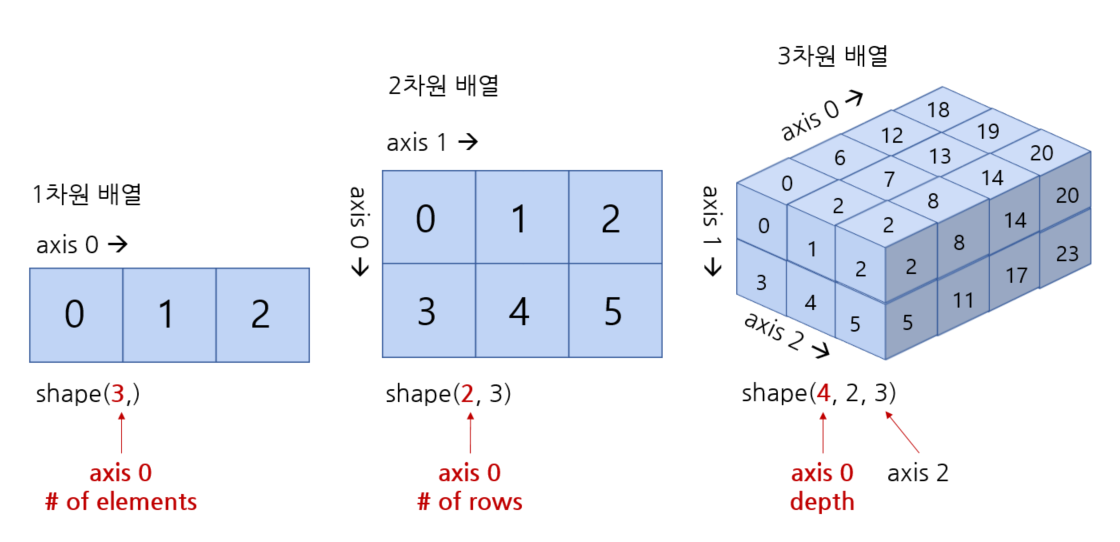 1차원 배열
axis 0 →
0 1 2
shape(3,)
axis 0
# of elements
2차원 배열
axis 1 →
axis 0 →
0 1 2
3 4 5
shape(2, 3)
axis 0
# of rows
3차원 배열
axis 0 →
axis 1 →
18
12 19
6 13 20
0 7 14
2 8
2
0 1 2
3 4 5
2 8 14 20
5 11 17 23
axis 2 →
shape(4, 2, 3)
axis 0
depth
axis 2